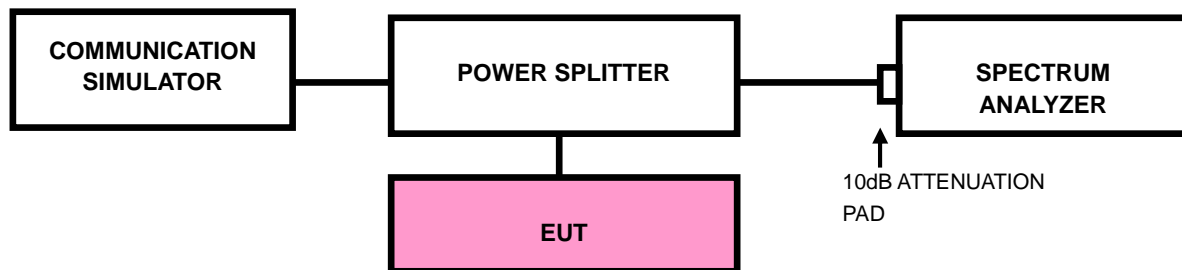 COMMUNICATION
SIMULATOR
POWER SPLITTER
SPECTRUM
ANALYZER
10dB ATTENUATION
PAD
EUT